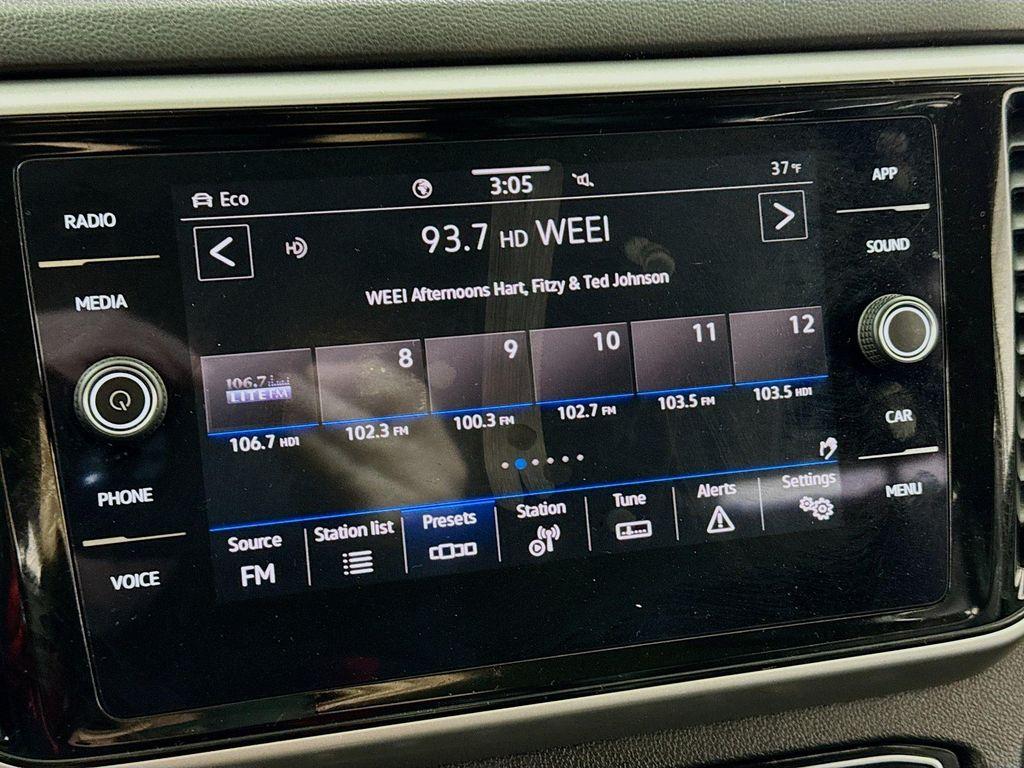 Eco
3:05
37°F
RADIO
MEDIA
PHONE
VOICE
APP
SOUND
CAR
MENU
<
HD
93.7 HD WEEI
>
WEEI Afternoons Hart, Fitzy & Ted Johnson
106.7
LITE FM
8
9
10
11
12
106.7 HD1
102.3 FM
100.3 FM
102.7 FM
103.5 FM
103.5 HD1
Source
FM
Station list
Presets
Station
Tune
Alerts
Settings